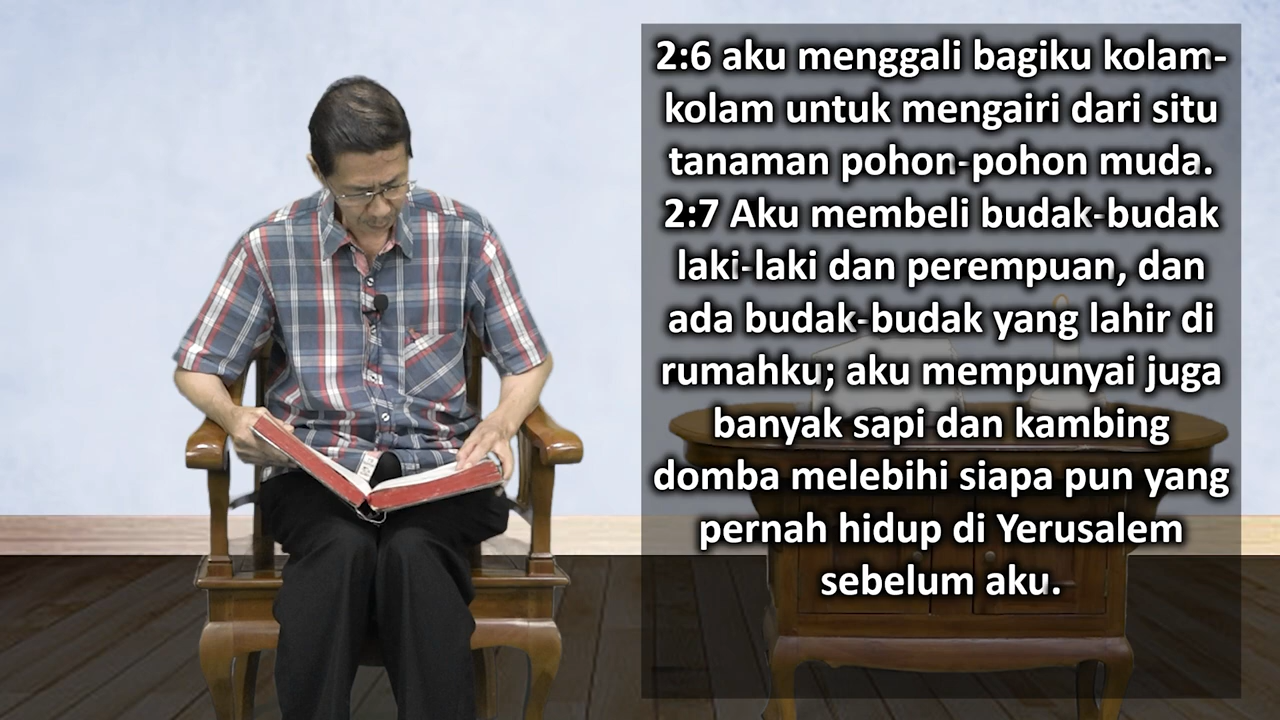 2:6 aku menggali bagiku kolam-
kolam untuk mengairi dari situ
tanaman pohon-pohon muda.
2:7 Aku membeli budak-budak
laki-laki dan perempuan, dan
ada budak-budak yang lahir di
rumahku; aku mempunyai juga
banyak sapi dan kambing
domba melebihi siapa pun yang
pernah hidup di Yerusalem
sebelum aku.